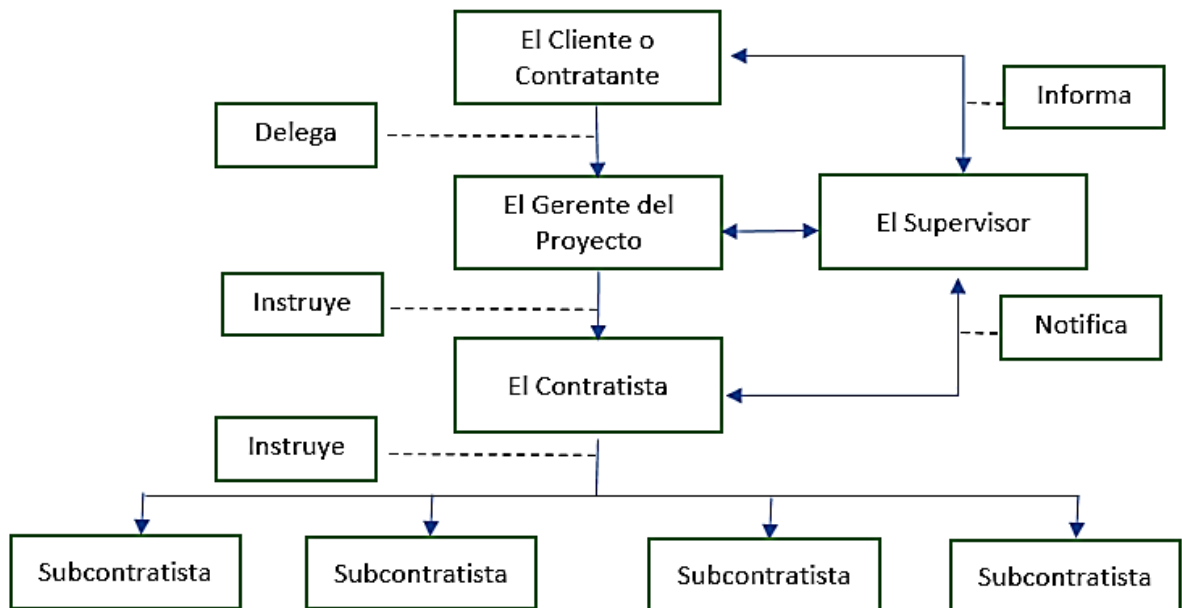 El Cliente o
Contratante
Informa
Delega
El Gerente del
Proyecto
El Supervisor
Instruye
Notifica
El Contratista
Instruye
Subcontratista
Subcontratista
Subcontratista
Subcontratista